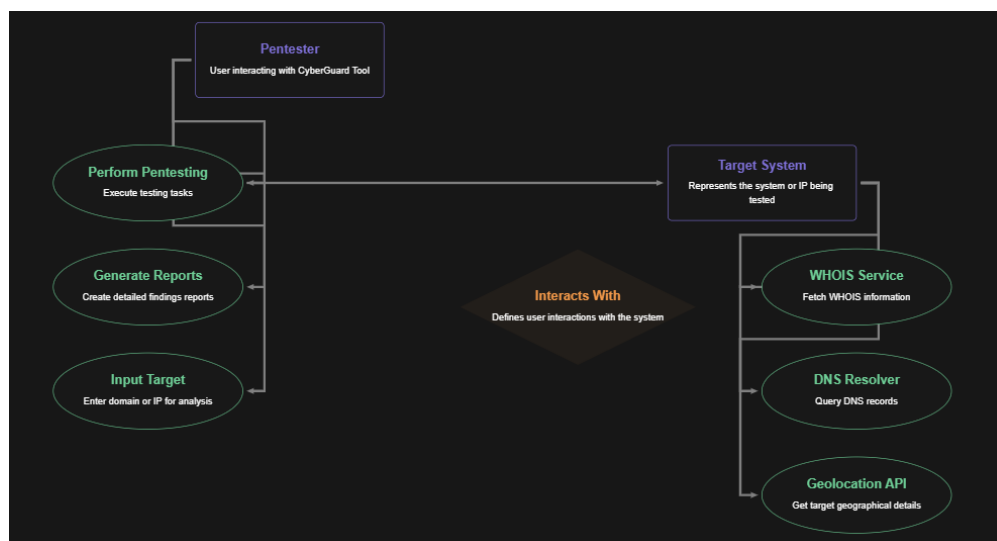 Pentester
User interacting with CyberGuard Tool
Perform Pentesting
Execute testing tasks
Target System
Represents the system or IP being
tested
Generate Reports
Create detailed findings reports
Interacts With
Defines user interactions with the system
WHOIS Service
Fetch WHOIS information
Input Target
Enter domain or IP for analysis
DNS Resolver
Query DNS records
Geolocation API
Get target geographical details